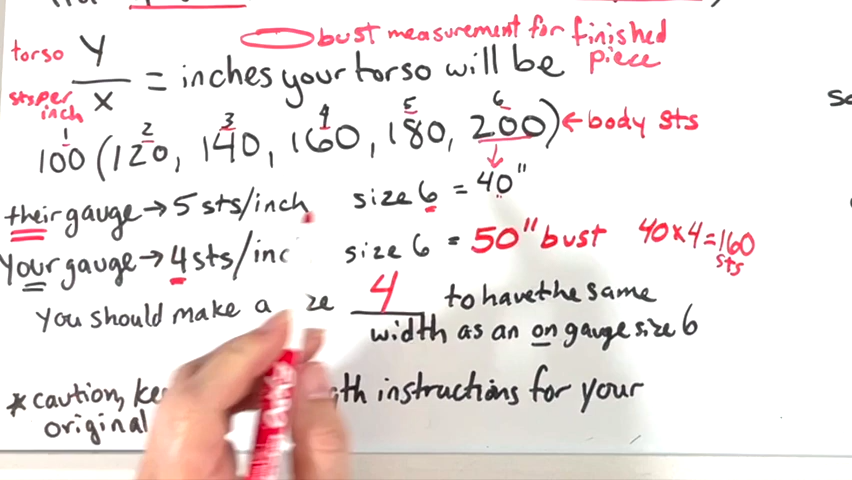 bust measurement for finished piece
torso Y
sts per inch X
= inches your torso will be
1 2 3 4 5 6
100 (120, 140, 160, 180, 200) ← body sts
their gauge → 5 sts/inch size 6 = 40"
your gauge → 4 sts/inc size 6 = 50" bust 40x4=160 sts
You should make a ze 4 to have the same
width as an on gauge size 6
*caution, ke th instructions for your
original